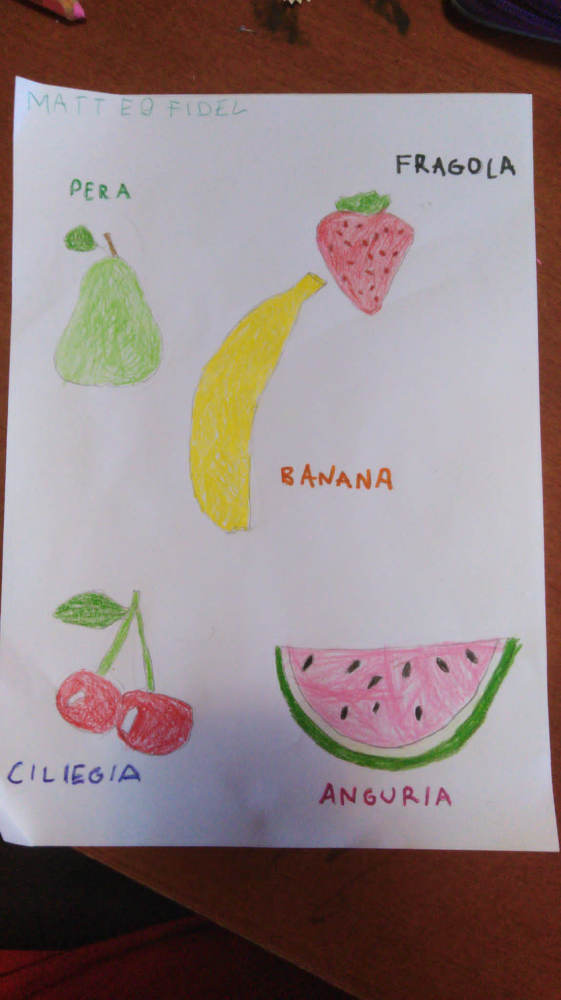 MATTEO FIDEL
FRAGOLA
PERA
BANANA
CILIEGIA
ANGURIA